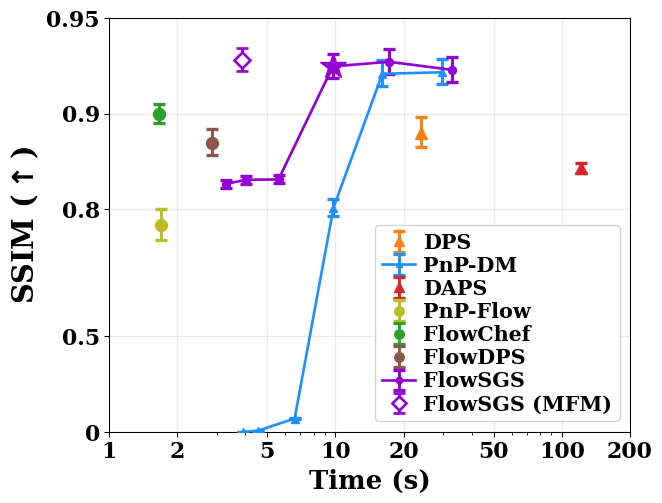 0.95
0.9
0.8
0.5
0
SSIM (↑)
DPS
PnP-DM
DAPS
PnP-Flow
FlowChef
FlowDPS
FlowSGS
FlowSGS (MFM)
1 2 5 10 20 50 100 200
Time (s)